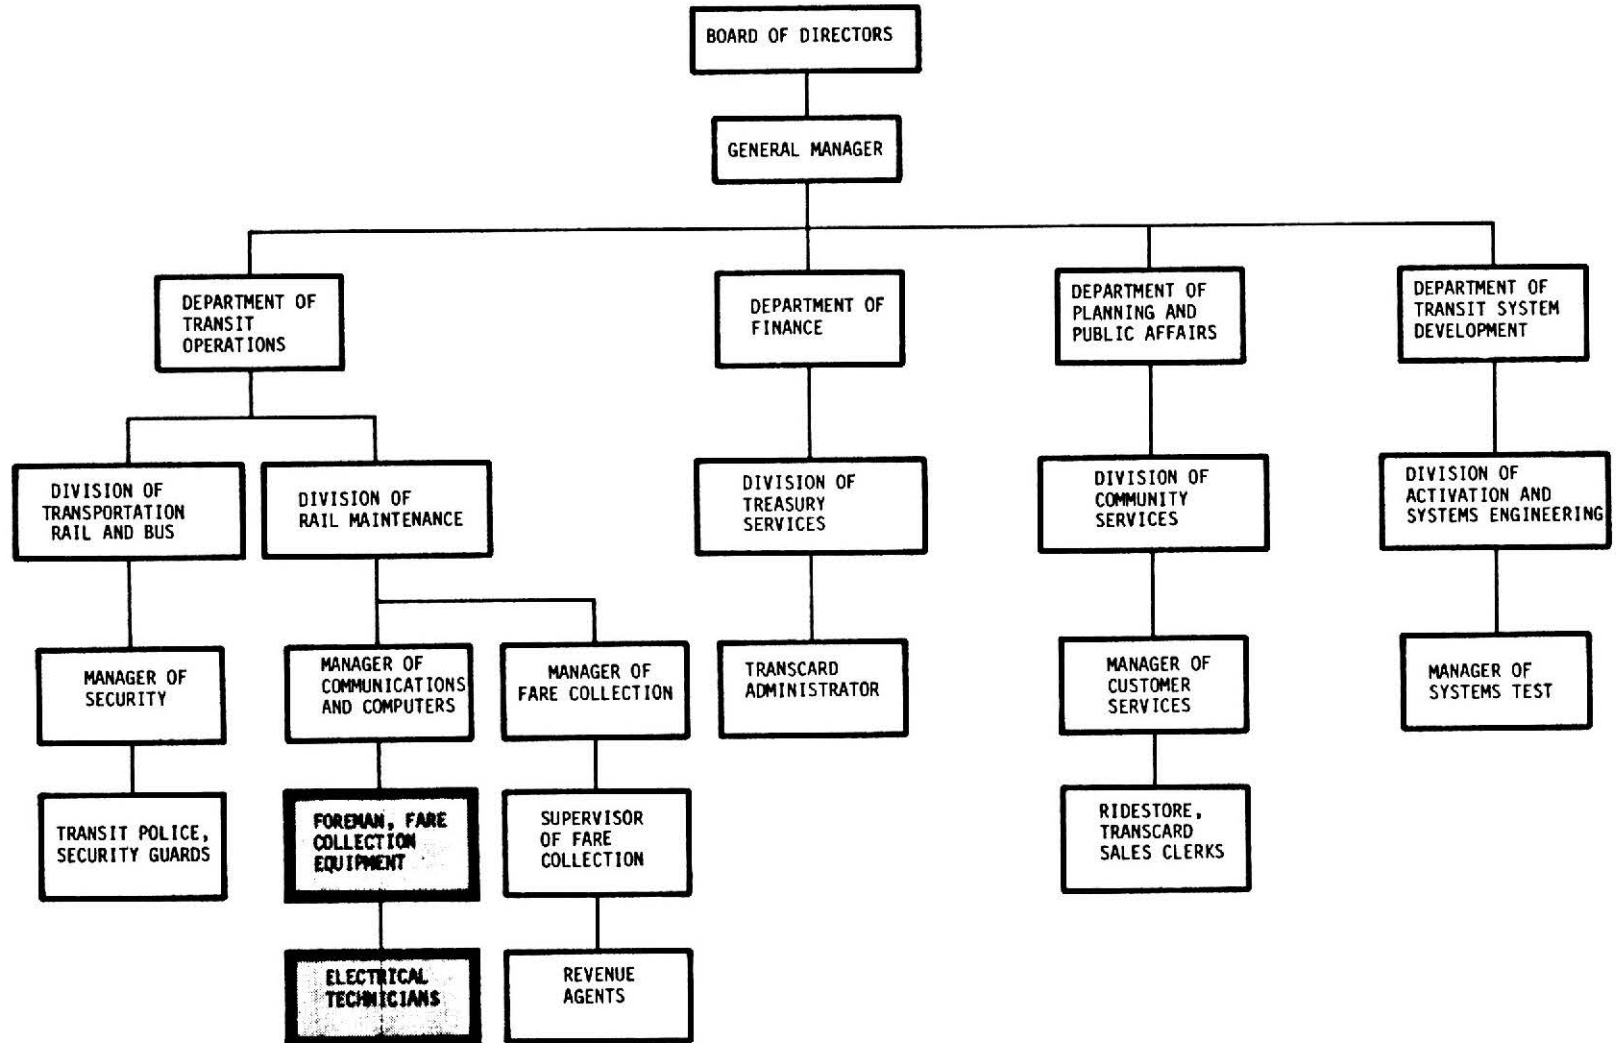 BOARD OF DIRECTORS
GENERAL MANAGER
DEPARTMENT OF
TRANSIT
OPERATIONS
DEPARTMENT OF
FINANCE
DEPARTMENT OF
PLANNING AND
PUBLIC AFFAIRS
DEPARTMENT OF
TRANSIT SYSTEM
DEVELOPMENT
DIVISION OF
TRANSPORTATION
RAIL AND BUS
DIVISION OF
RAIL MAINTENANCE
DIVISION OF
TREASURY
SERVICES
DIVISION OF
COMMUNITY
SERVICES
DIVISION OF
ACTIVATION AND
SYSTEMS ENGINEERING
MANAGER OF
SECURITY
MANAGER OF
COMMUNICATIONS
AND COMPUTERS
MANAGER OF
FARE COLLECTION
TRANSCARD
ADMINISTRATOR
MANAGER OF
CUSTOMER
SERVICES
MANAGER OF
SYSTEMS TEST
TRANSIT POLICE,
SECURITY GUARDS
FOREMAN, FARE
COLLECTION
EQUIPMENT
SUPERVISOR
OF FARE
COLLECTION
RIDESTORE,
TRANSCARD
SALES CLERKS
ELECTRICAL
TECHNICIANS
REVENUE
AGENTS